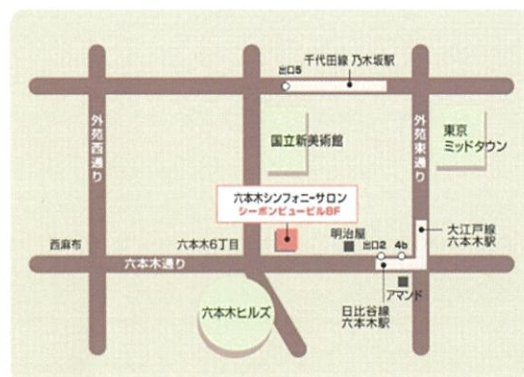 千代田線 乃木坂駅
出口5
外苑西通り
外苑東通り
国立新美術館
東京
ミッドタウン
六本木シンフォニーサロン
シーボンビュービルBF
西麻布
六本木6丁目
明治屋
出口2
4b
大江戸線
六本木駅
六本木通り
アマンド
日比谷線
六本木駅
六本木ヒルズ